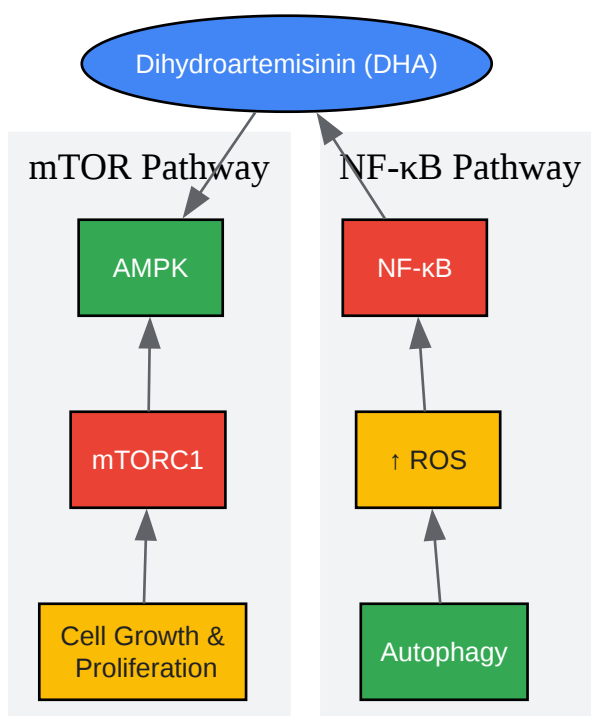 Dihydroartemisinin (DHA)
mTOR Pathway
AMPK
mTORC1
Cell Growth &
Proliferation
NF-κB Pathway
NF-κB
↑ ROS
Autophagy